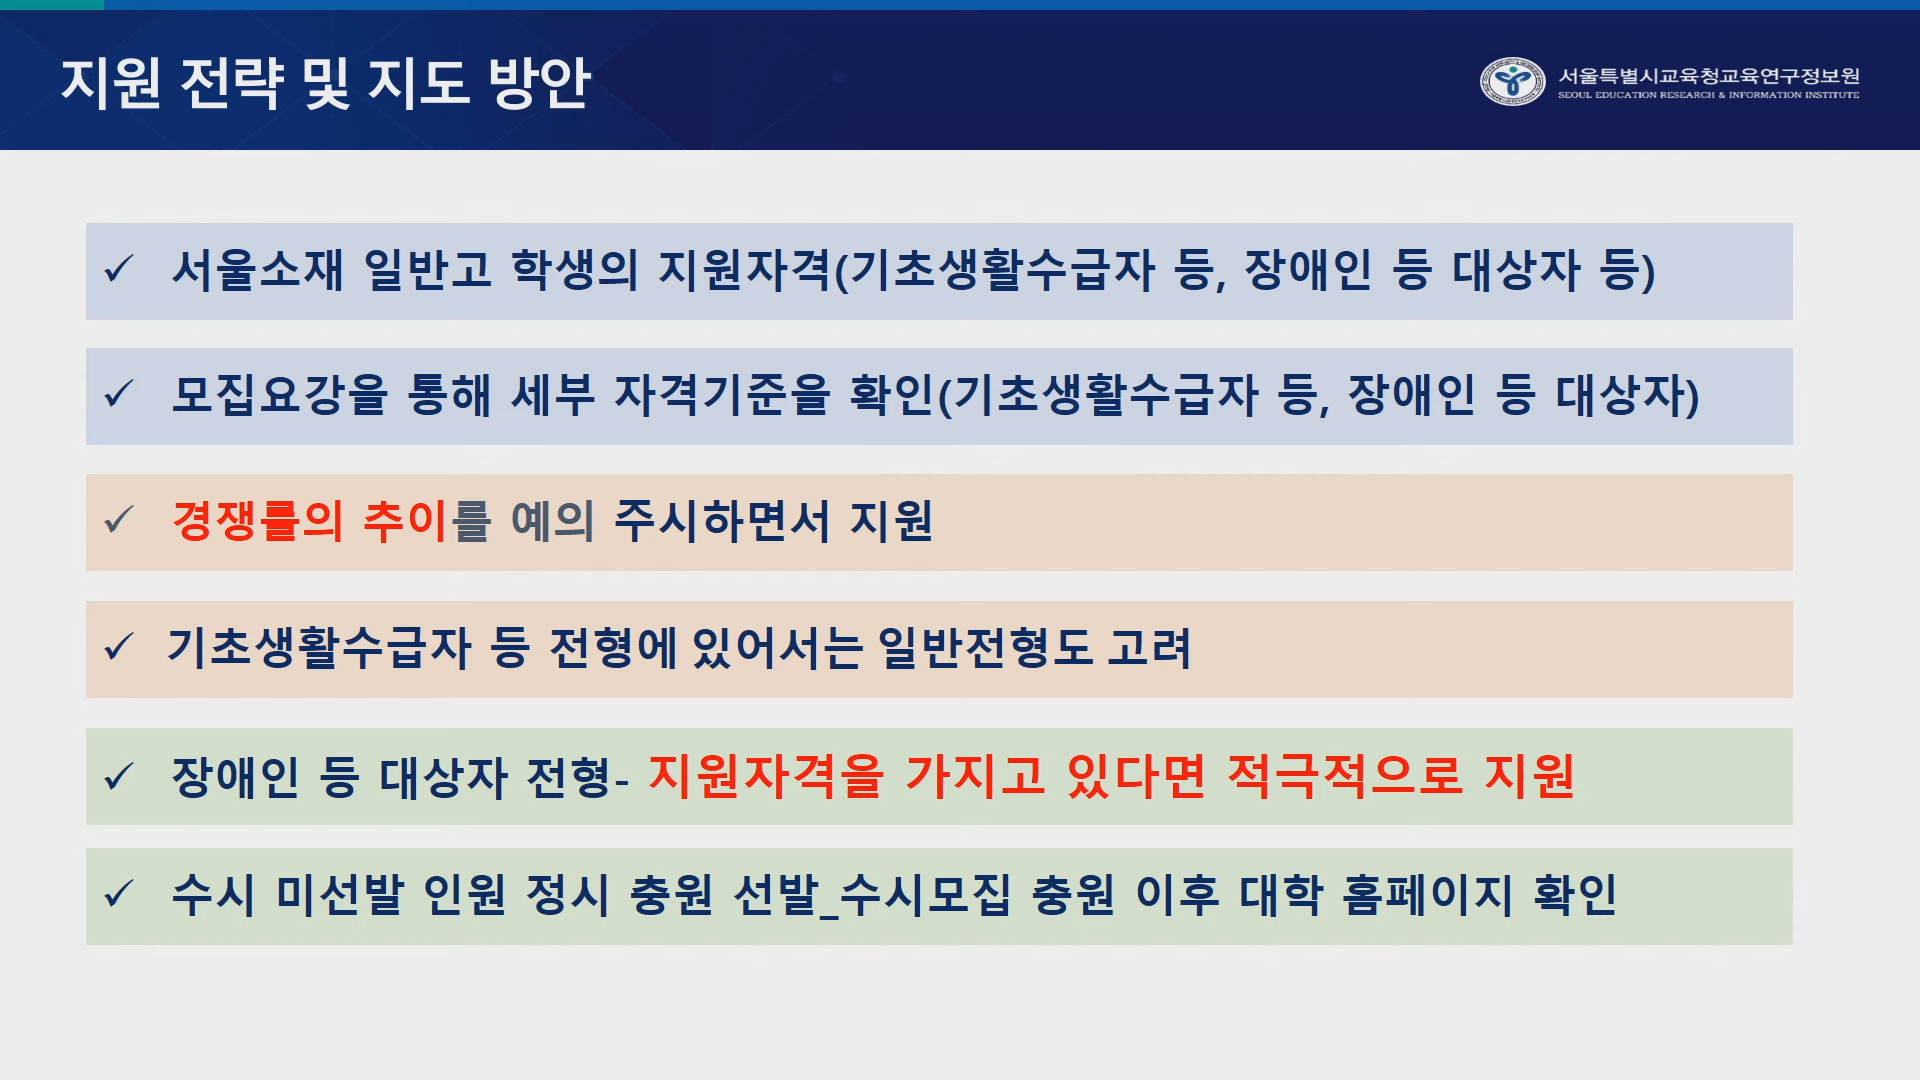 지원 전략 및 지도 방안
서울특별시교육청교육연구정보원
SEOUL EDUCATION RESEARCH & INFORMATION INSTITUTE
✓ 서울소재 일반고 학생의 지원자격(기초생활수급자 등, 장애인 등 대상자 등)
✓ 모집요강을 통해 세부 자격기준을 확인(기초생활수급자 등, 장애인 등 대상자)
✓ 경쟁률의 추이를 예의 주시하면서 지원
✓ 기초생활수급자 등 전형에 있어서는 일반전형도 고려
✓ 장애인 등 대상자 전형- 지원자격을 가지고 있다면 적극적으로 지원
✓ 수시 미선발 인원 정시 충원 선발_수시모집 충원 이후 대학 홈페이지 확인